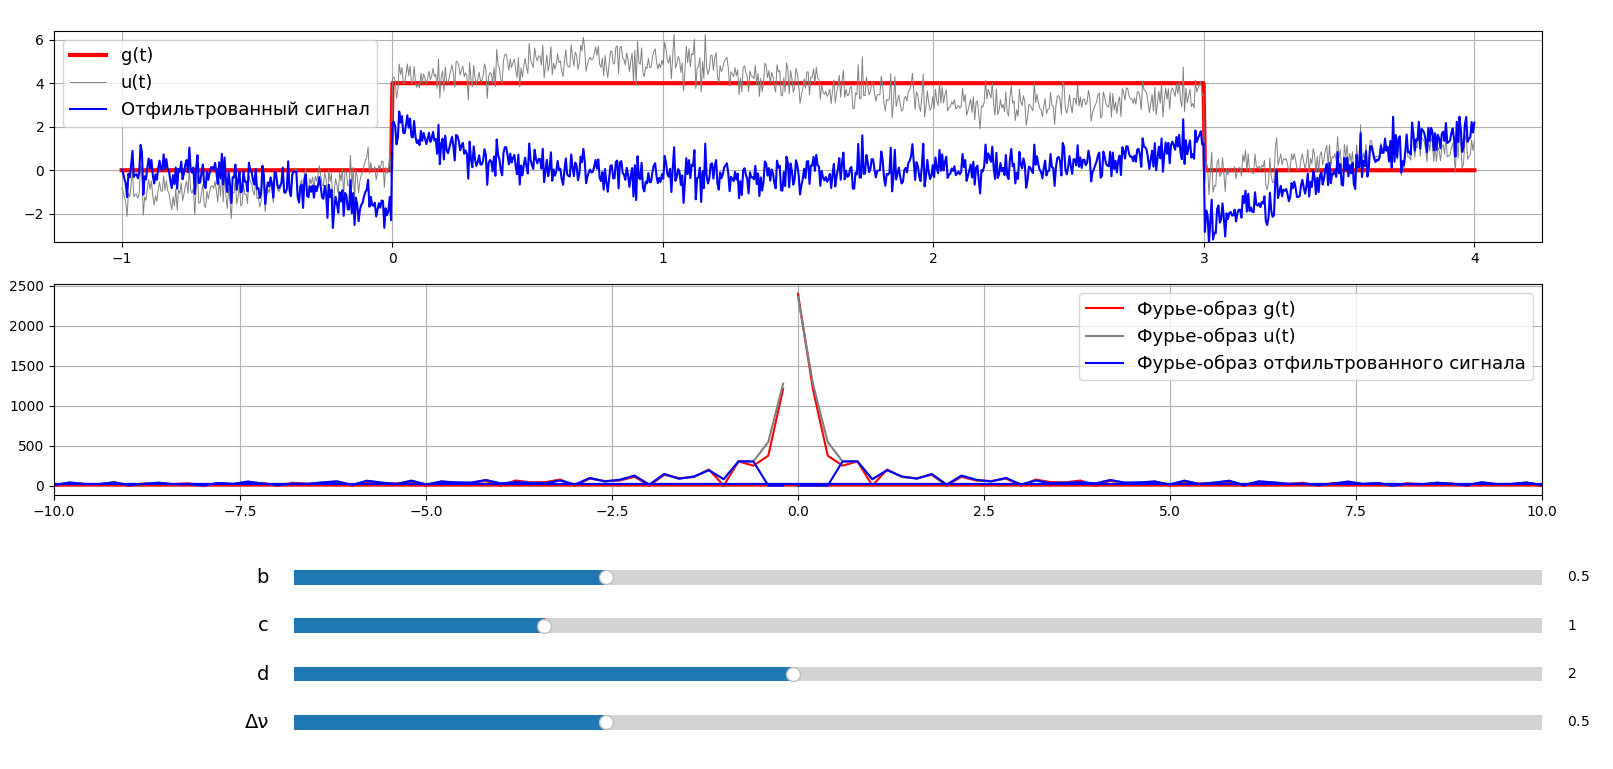 6
4
2
0
−2
g(t)
u(t)
Отфильтрованный сигнал
−1 0 1 2 3 4
2500
2000
1500
1000
500
0
Фурье-образ g(t)
Фурье-образ u(t)
Фурье-образ отфильтрованного сигнала
−10.0 −7.5 −5.0 −2.5 0.0 2.5 5.0 7.5 10.0
b 0.5
c 1
d 2
Δν 0.5